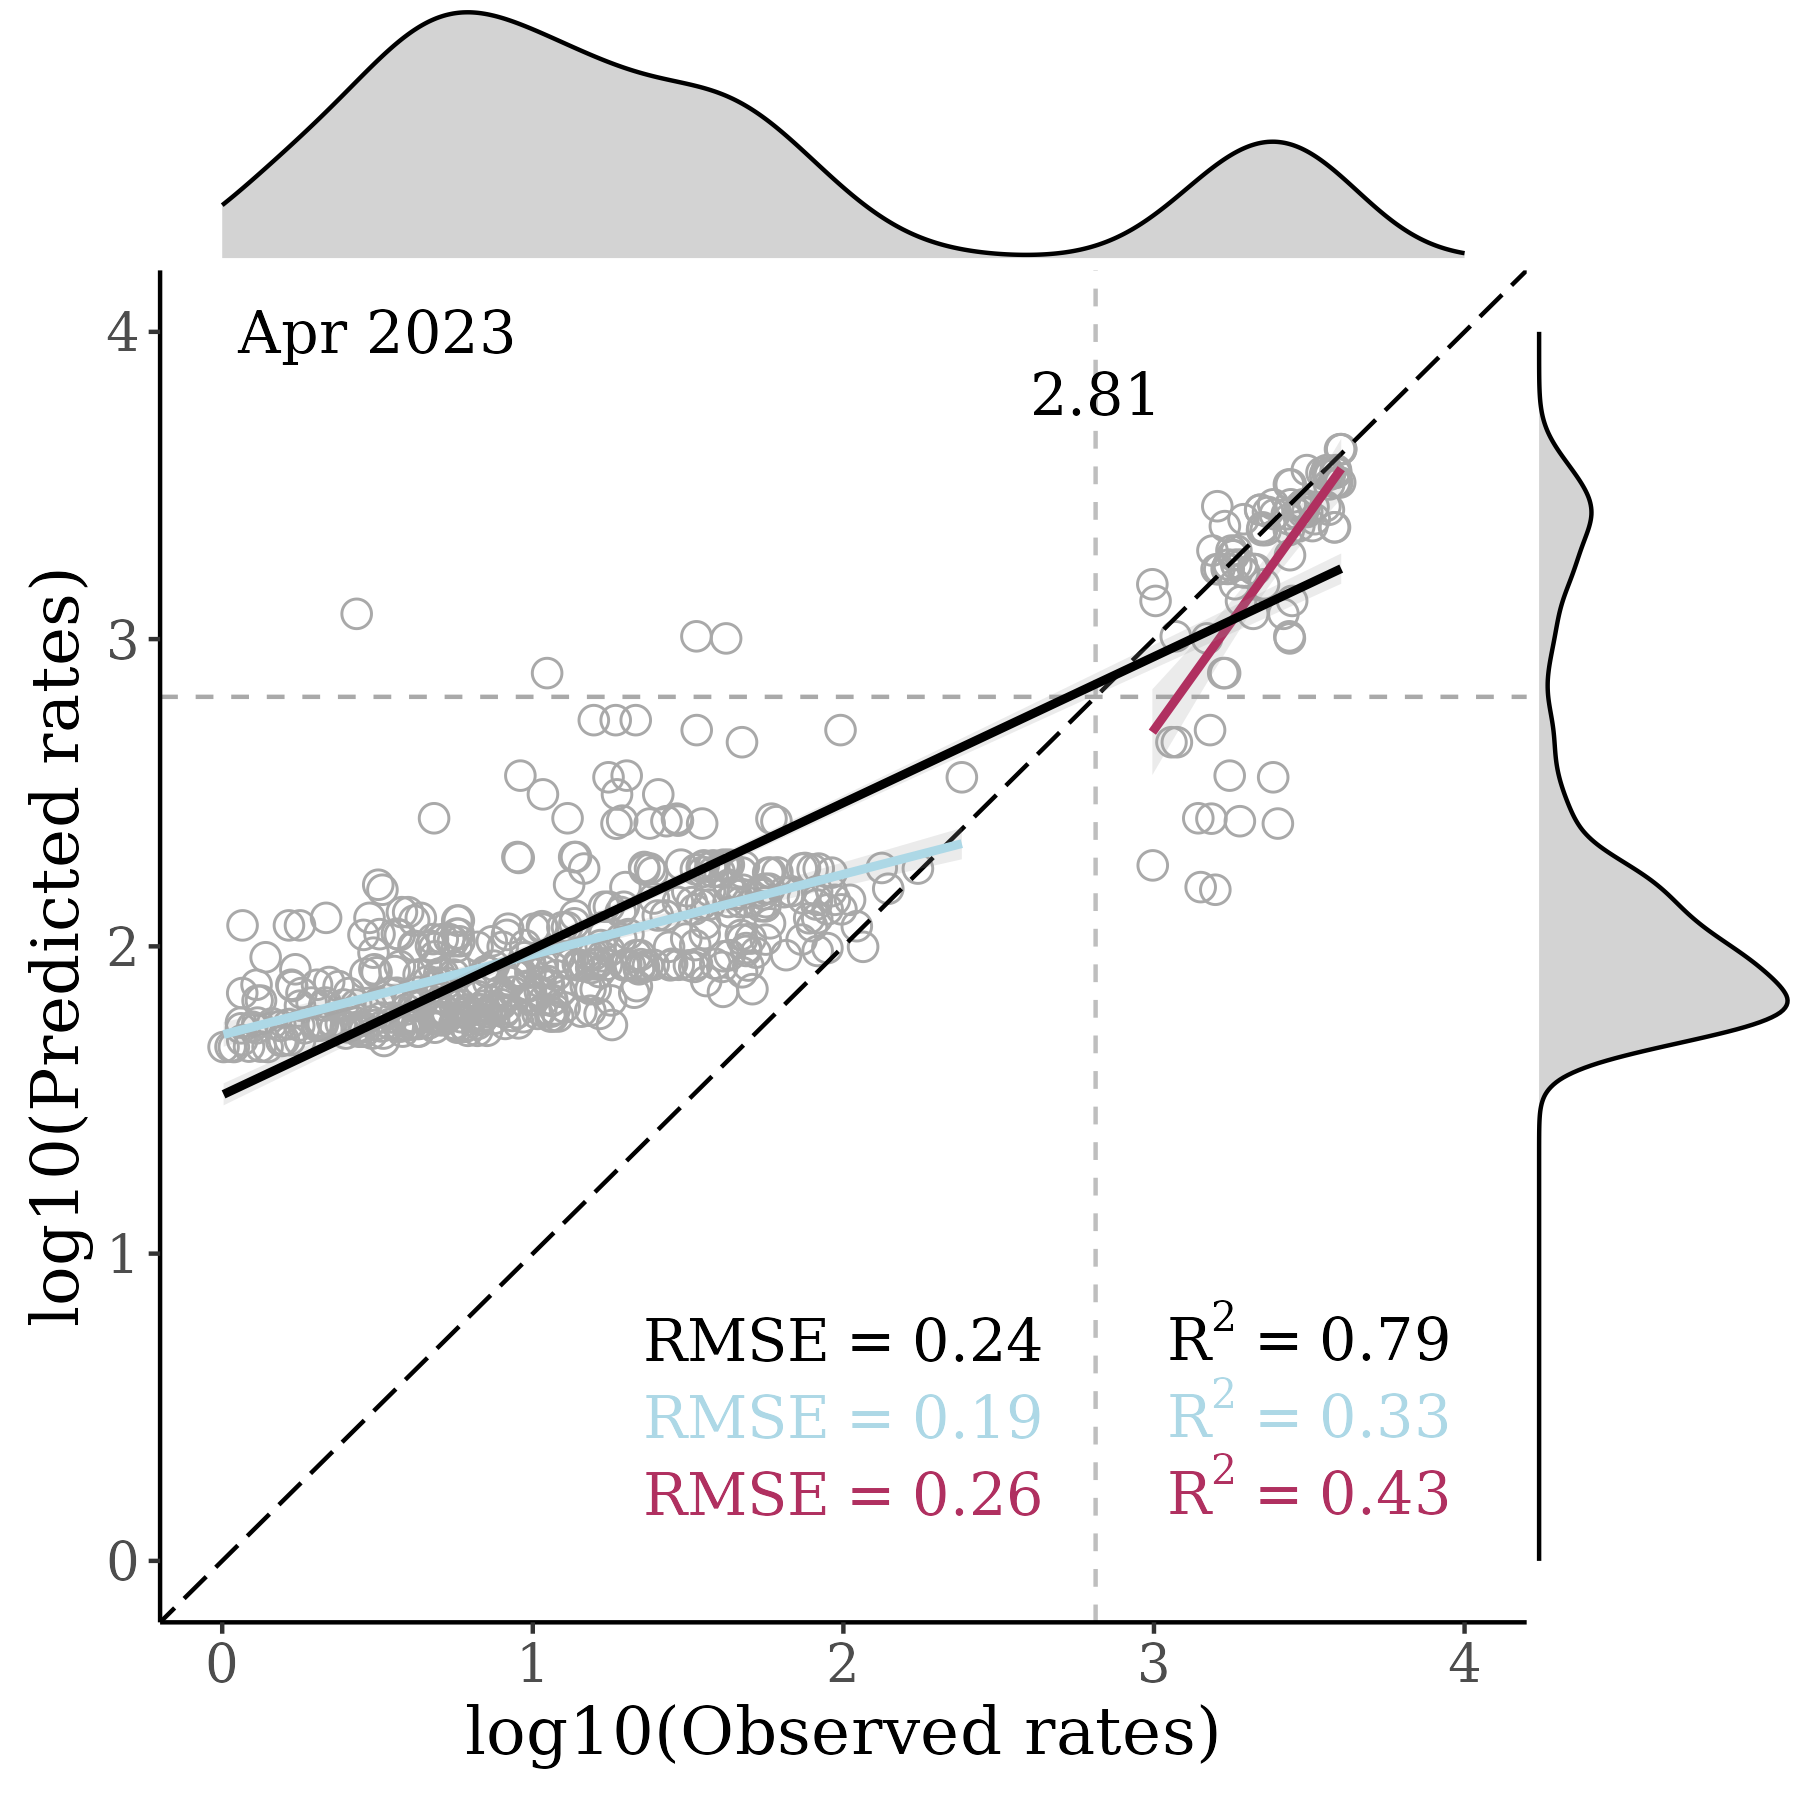 Apr 2023
2.81
4
3
2
1
0
log10(Predicted rates)
RMSE = 0.24 R² = 0.79
RMSE = 0.19 R² = 0.33
RMSE = 0.26 R² = 0.43
0 1 2 3 4
log10(Observed rates)